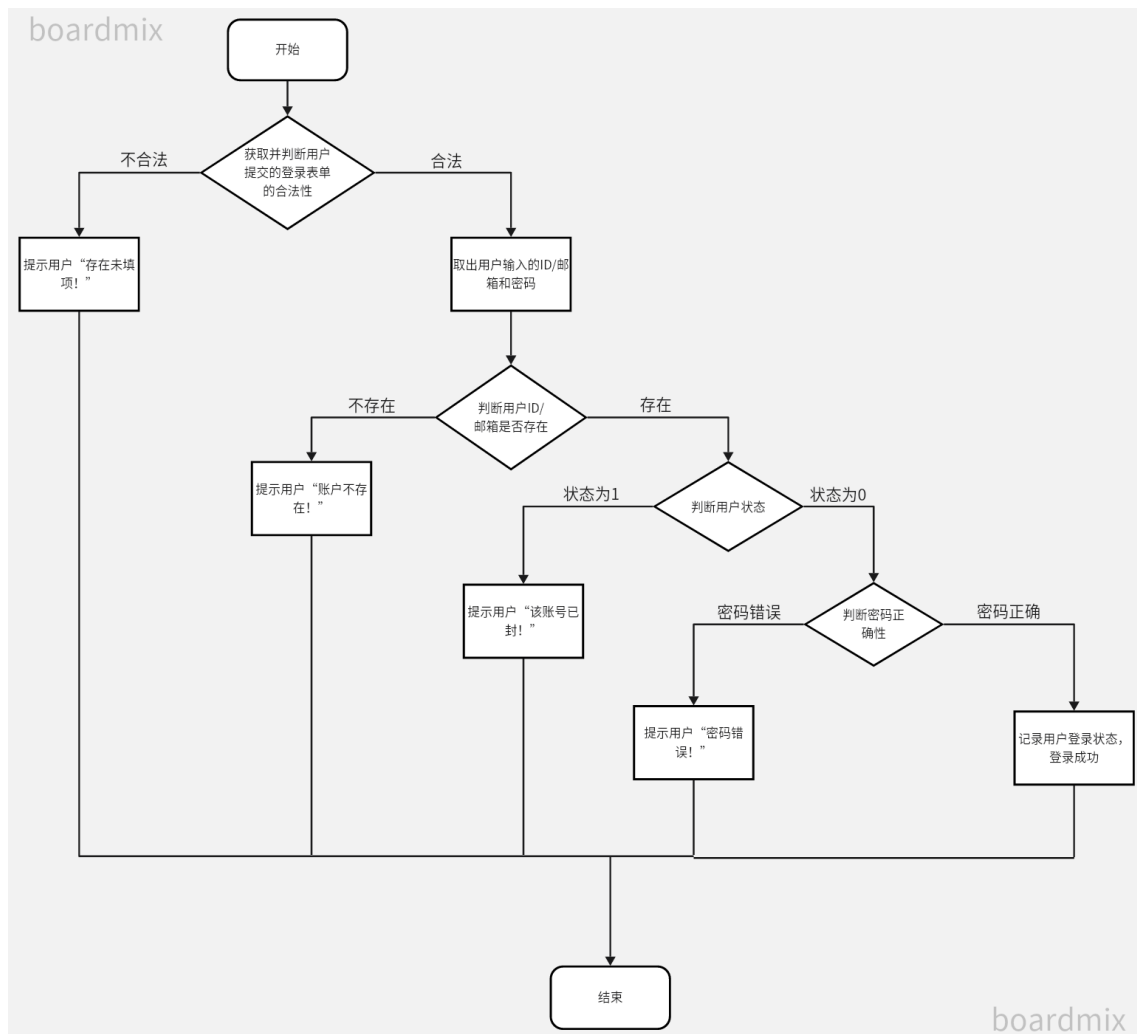 boardmix
开始
获取并判断用户
提交的登录表单
的合法性
不合法
合法
提示用户“存在未填
项！”
取出用户输入的ID/邮
箱和密码
判断用户ID/
邮箱是否存在
不存在
存在
提示用户“账户不存
在！”
判断用户状态
状态为1
状态为0
提示用户“该账号已
封！”
判断密码正
确性
密码错误
密码正确
提示用户“密码错
误！”
记录用户登录状态，
登录成功
结束
boardmix